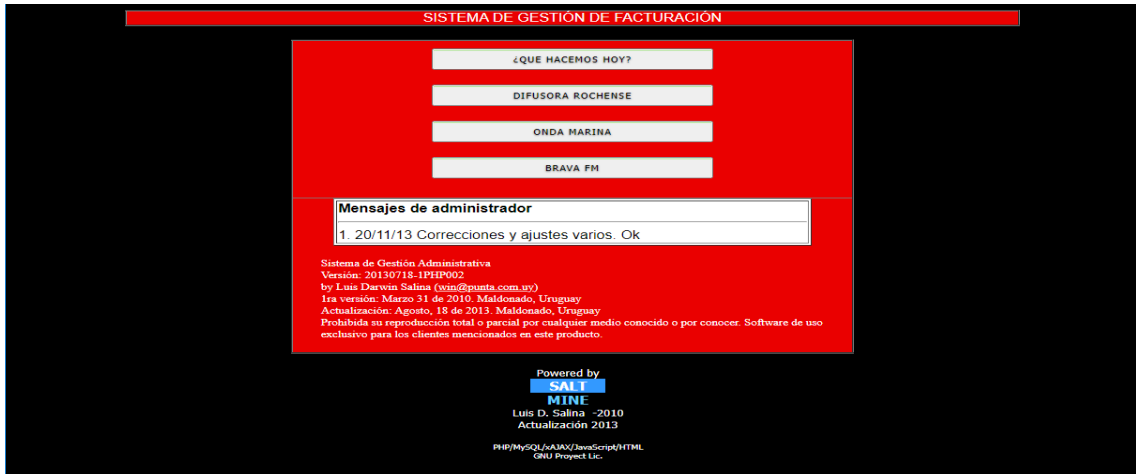 SISTEMA DE GESTIÓN DE FACTURACIÓN
¿QUE HACEMOS HOY?
DIFUSORA ROCHENSE
ONDA MARINA
BRAVA FM
Mensajes de administrador
1. 20/11/13 Correcciones y ajustes varios. Ok
Sistema de Gestión Administrativa
Versión: 20130718-1PHP002
by Luis Darwin Salina (win@punta.com.uy)
1ra versión: Marzo 31 de 2010. Maldonado, Uruguay
Actualización: Agosto, 18 de 2013. Maldonado, Uruguay
Prohibida su reproducción total o parcial por cualquier medio conocido o por conocer. Software de uso
exclusivo para los clientes mencionados en este producto.
Powered by
SALT
MINE
Luis D. Salina -2010
Actualización 2013
PHP/MySQL/xAJAX/JavaScript/HTML
GNU Proyect Lic.